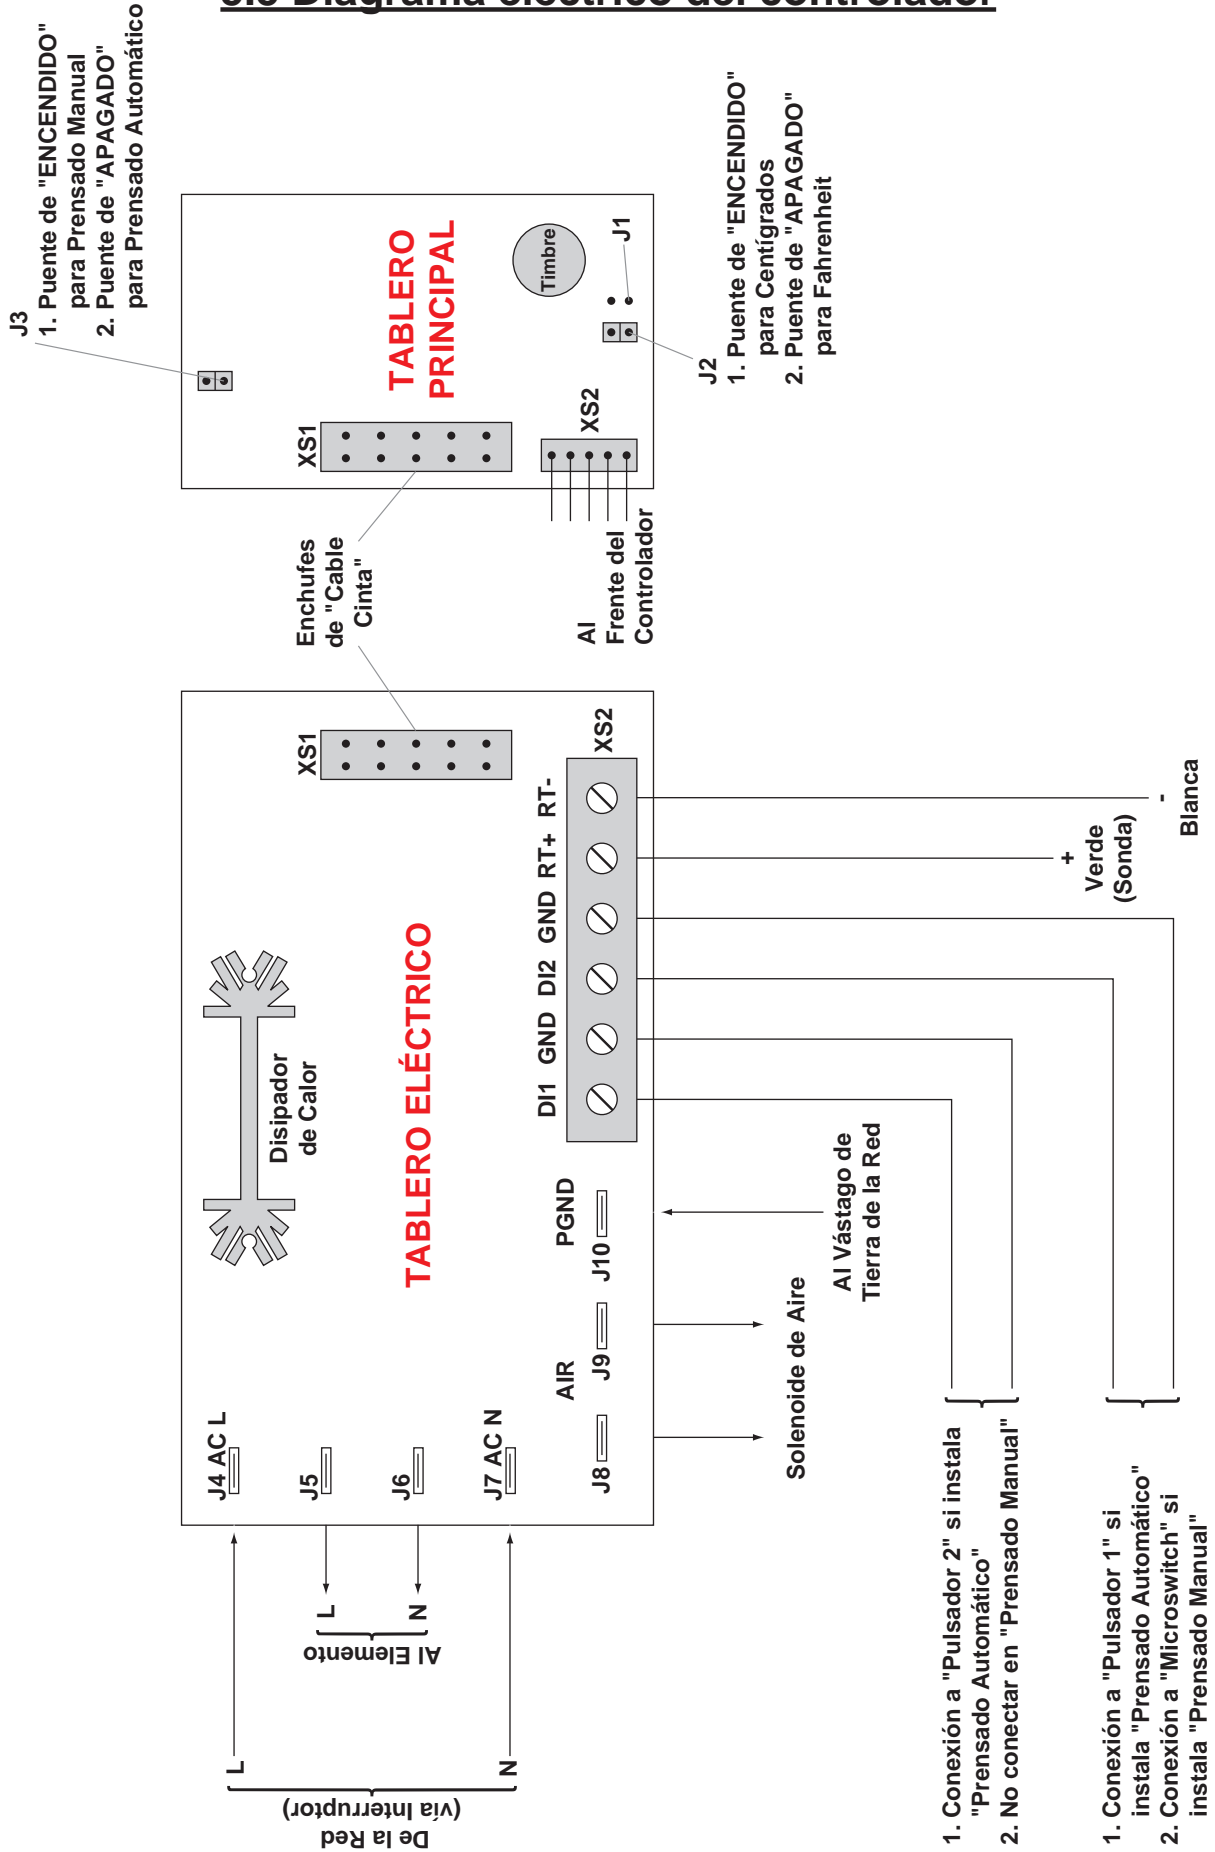 J3
1. Puente de "ENCENDIDO"
para Prensado Manual
2. Puente de "APAGADO"
para Prensado Automático
TABLERO
PRINCIPAL
Timbre
J1
XS1
XS2
J2
1. Puente de "ENCENDIDO"
para Centígrados
2. Puente de "APAGADO"
para Fahrenheit
Enchufes
de "Cable
Cinta"
Al
Frente del
Controlador
XS1
XS2
Disipador
de Calor
TABLERO ELÉCTRICO
DI1 GND DI2 GND RT+ RT-
J4 AC L
J5
J6
J7 AC N
AIR
PGND
J8
J9
J10
L
N
Al Elemento
L
N
De la Red
(vía Interruptor)
Solenoide de Aire
Al Vástago de
Tierra de la Red
+
Verde
(Sonda)
-
Blanca
1. Conexión a "Pulsador 2" si instala
"Prensado Automático"
2. No conectar en "Prensado Manual"
1. Conexión a "Pulsador 1" si
instala "Prensado Automático"
2. Conexión a "Microswitch" si
instala "Prensado Manual"